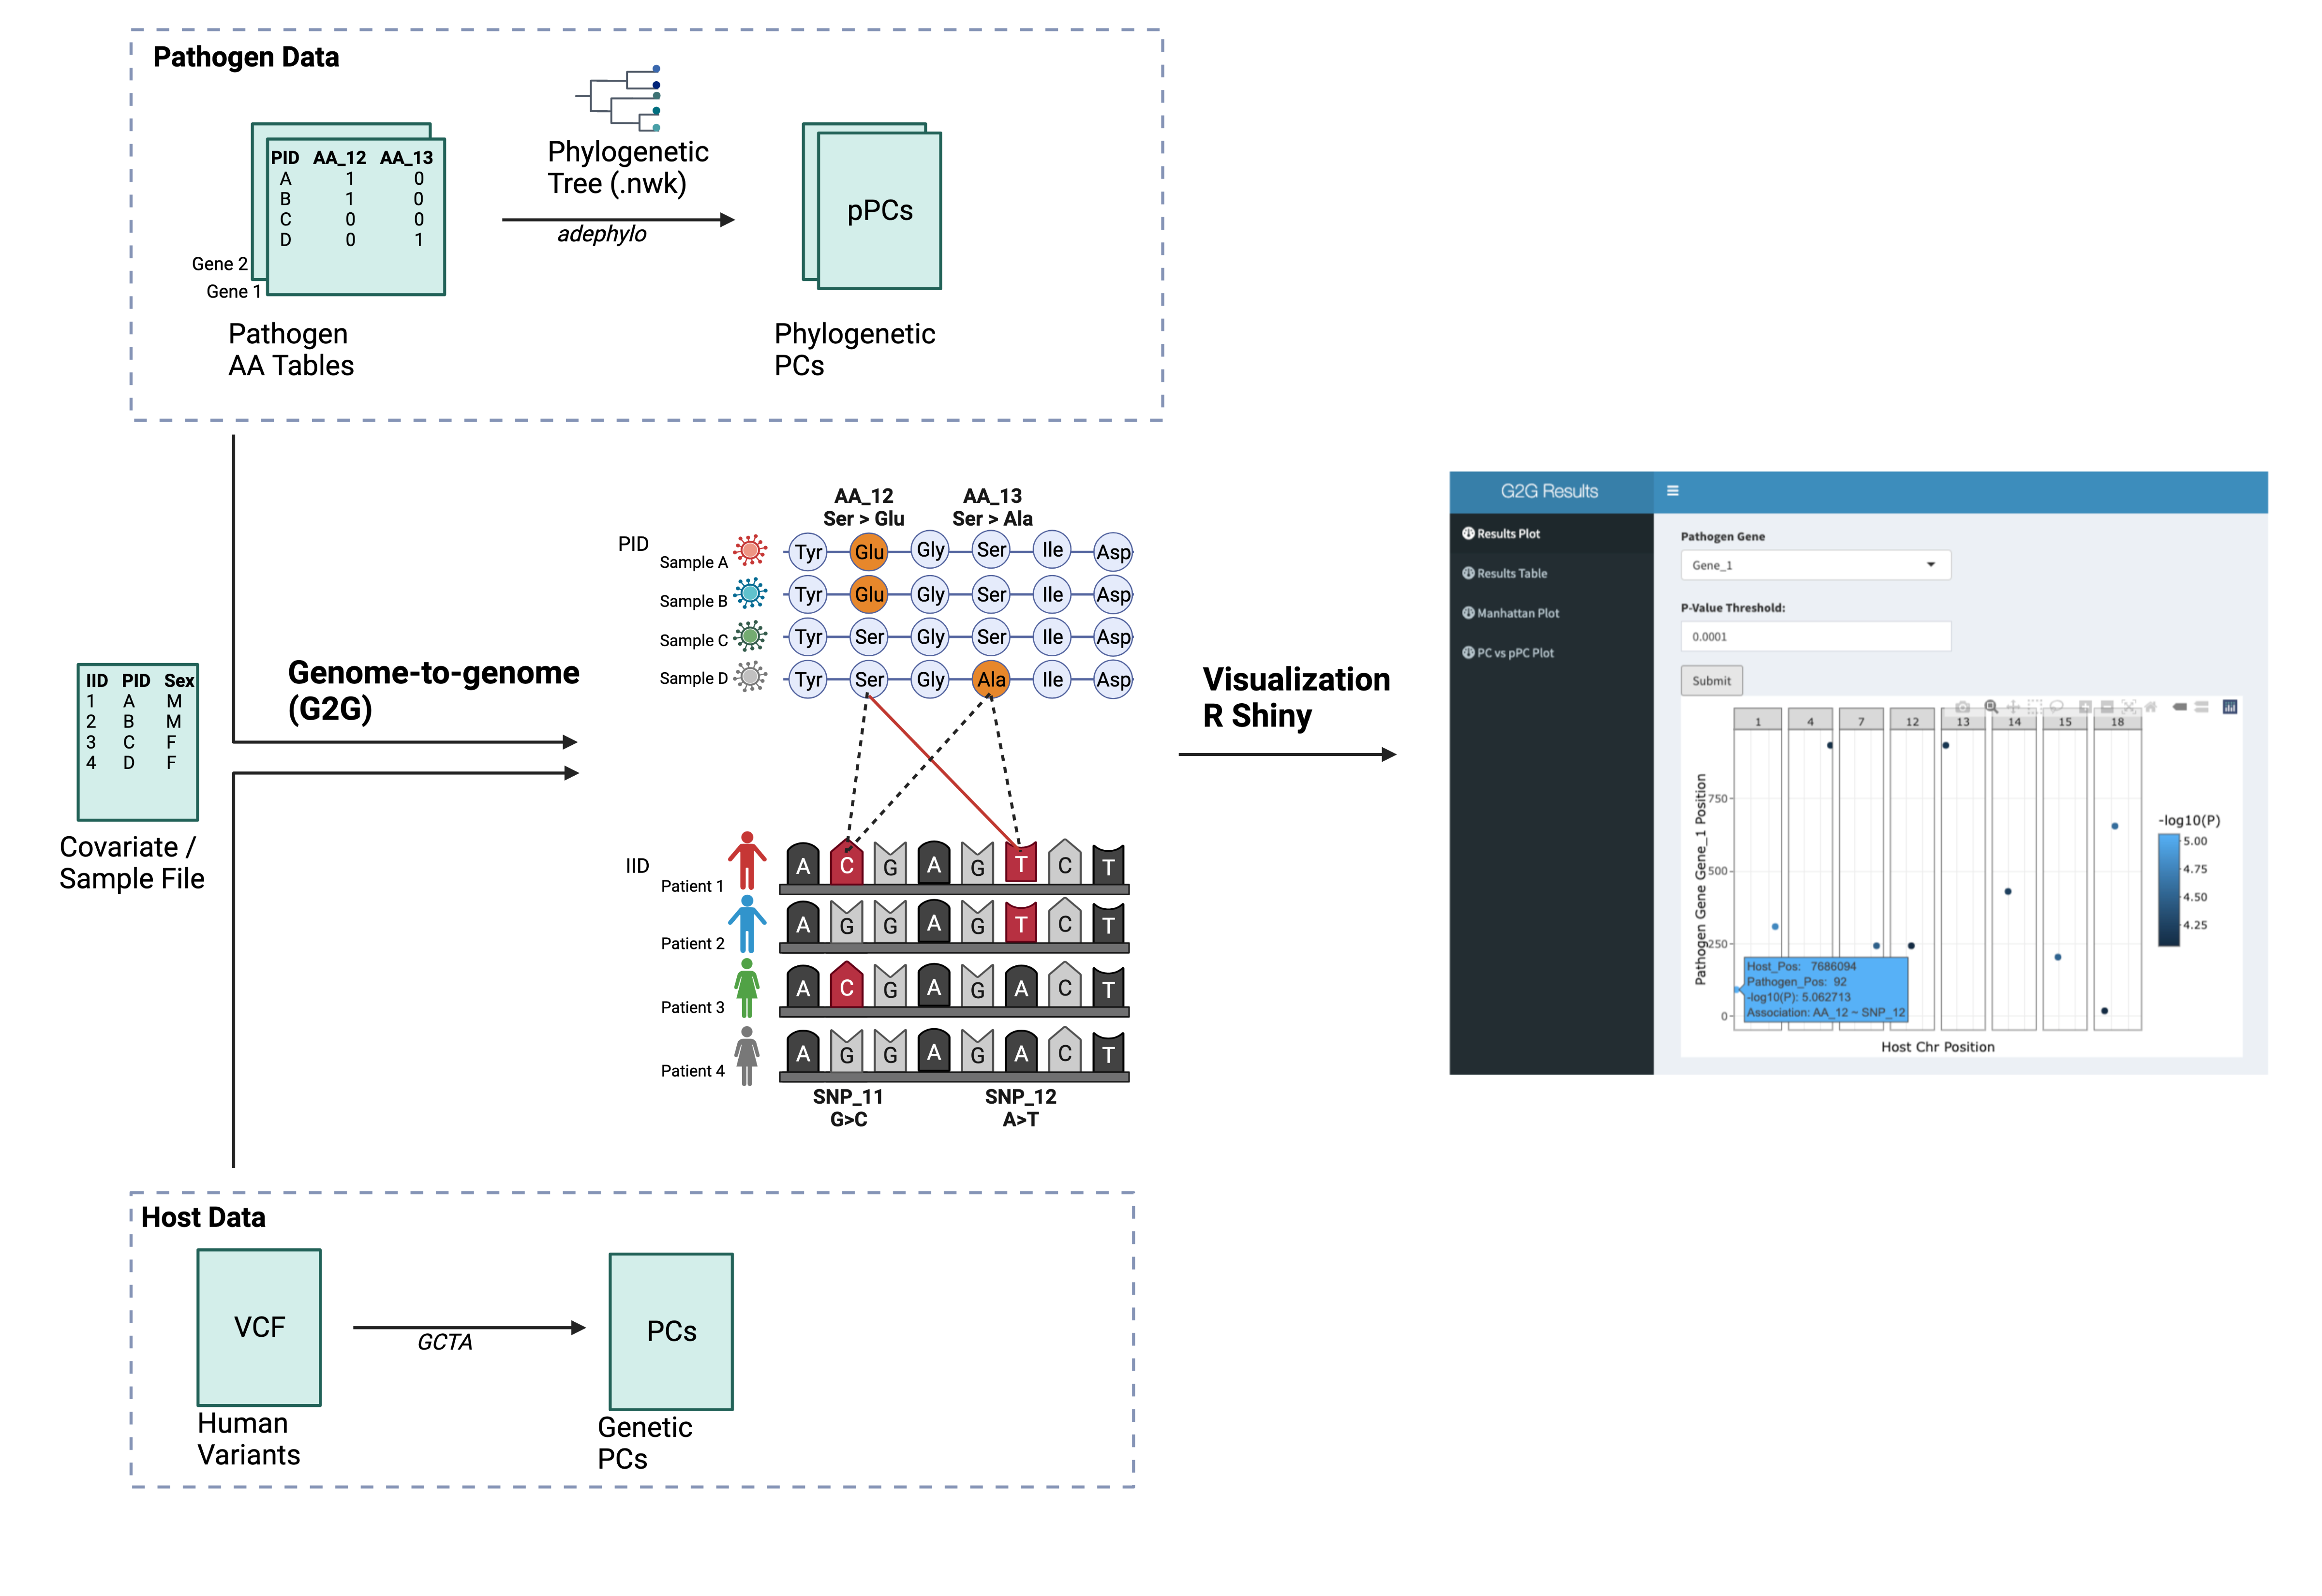 Pathogen Data
PID AA_12 AA_13
A 1 0
B 1 0
C 0 0
D 0 1
Gene 2
Gene 1
Pathogen
AA Tables
Phylogenetic
Tree (.nwk)
adephylo
pPCs
Phylogenetic
PCs
IID PID Sex
1 A M
2 B M
3 C F
4 D F
Covariate /
Sample File
Genome-to-genome
(G2G)
AA_12 AA_13
Ser > Glu Ser > Ala
PID
Sample A Tyr Glu Gly Ser Ile Asp
Sample B Tyr Glu Gly Ser Ile Asp
Sample C Tyr Ser Gly Ser Ile Asp
Sample D Tyr Ser Gly Ala Ile Asp
IID
Patient 1 A C G A G T C T
Patient 2 A G G A G T C T
Patient 3 A C G A G A C T
Patient 4 A G G A G A C T
SNP_11 SNP_12
G>C A>T
Visualization
R Shiny
G2G Results
Results Plot
Results Table
Manhattan Plot
PC vs pPC Plot
Pathogen Gene
Gene_1
P-Value Threshold:
0.0001
Submit
1 4 7 12 13 14 15 18
Pathogen Gene Gene_1 Position
750
500
250
0
Host_Pos: 7686094
Pathogen_Pos: 92
-log10(P): 5.062713
Association: AA_12 ~ SNP_12
Host Chr Position
-log10(P)
5.00
4.75
4.50
4.25
Host Data
VCF
Human
Variants
GCTA
PCs
Genetic
PCs